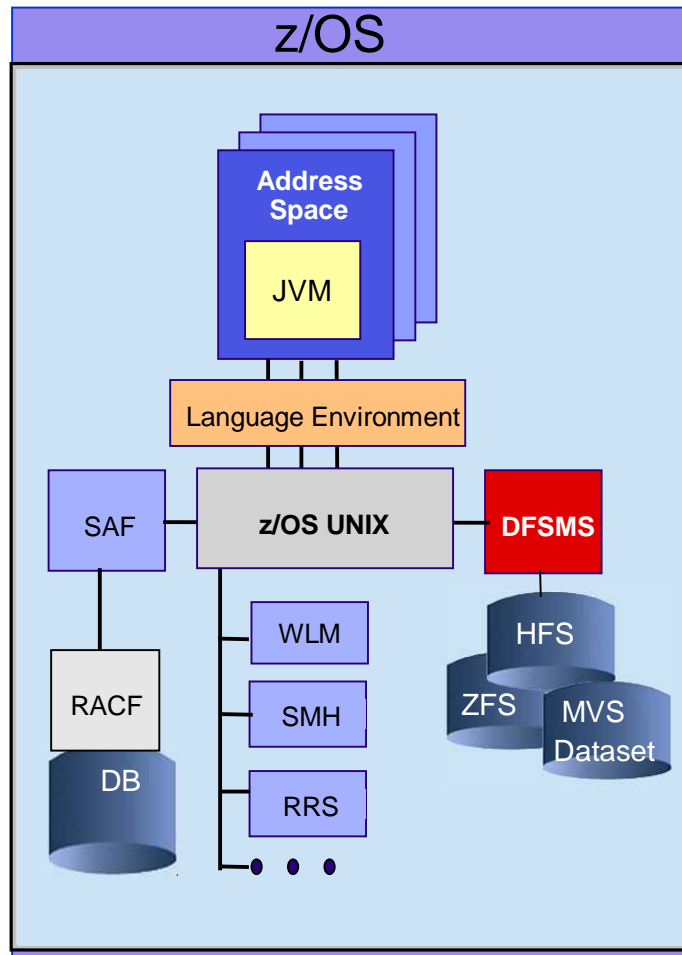 z/OS
Address
Space
JVM
Language Environment
SAF
z/OS UNIX
DFSMS
WLM
HFS
RACF
SMH
ZFS
MVS
Dataset
DB
RRS